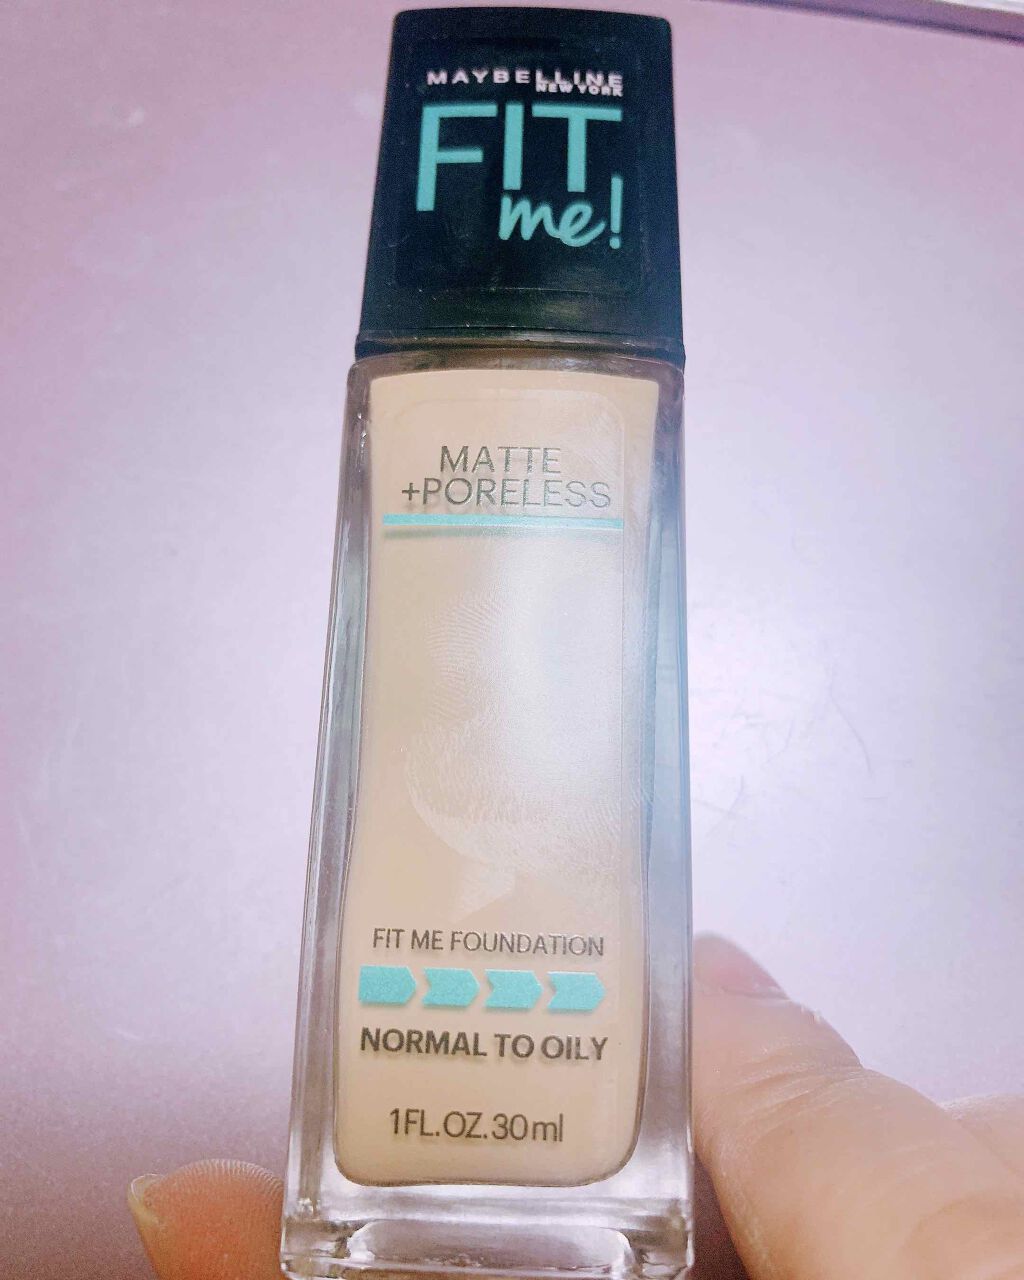 MAYBELLINE
NEW YORK
FIT
me!
MATTE
+PORELESS
FIT ME FOUNDATION
NORMAL TO OILY
1FL.OZ.30ml